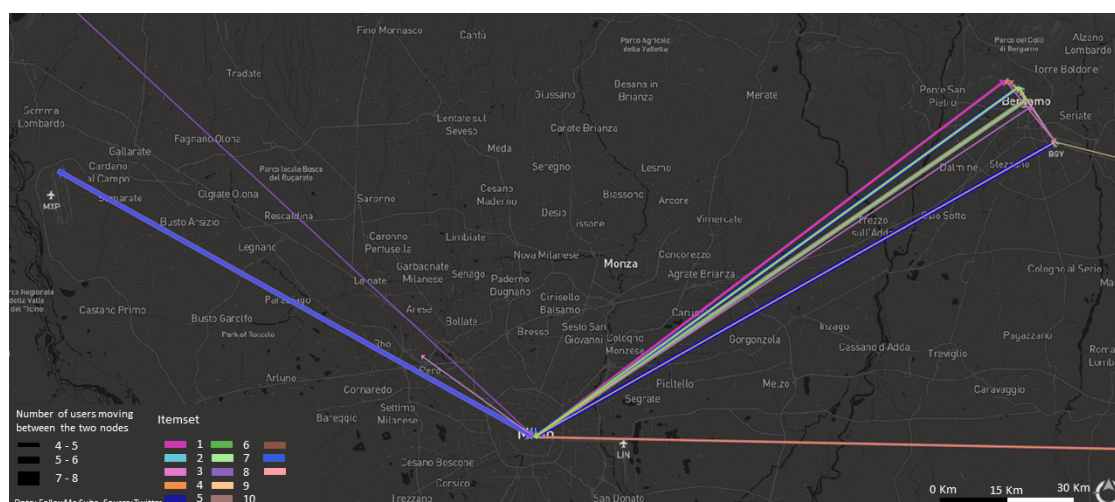 Fino Mornasco
Cantù
Parco Agricolo
della Valletta
Parco dei Colli
di Bergamo
Alzano
Lombardo
Torre Boldone
Tradate
Giussano
Besana in
Brianza
Merate
Ponte San
Pietro
Bergamo
Seriate
Somma
Lombardo
Lentate sul
Seveso
Carate Brianza
Fagnano Olona
Gallarate
Meda
Cardano
al Campo
Parco locale Bosco
del Rugareto
Seregno
Lesmo
Dalmine
Stezzano
BGY
Samarate
MXP
Olgiate Olona
Saronno
Cesano
Maderno
Biassono
Arcore
Busto Arsizio
Rescaldina
Desio
Lissone
Vimercate
Trezzo
sull'Adda
Osio Sotto
Legnano
Caronno
Pertusella
Limbiate
Nova Milanese
Monza
Concorezzo
Garbagnate
Milanese
Senago
Paderno
Dugnano
Agrate Brianza
Cologno al Serio
Lainate
Parco Regionale
della Valle
del Ticino
Castano Primo
Parabiago
Arese
Cinisello
Balsamo
Busto Garolfo
Bollate
Bresso
Sesto San
Giovanni
Cologno
Monzese
Gorgonzola
Inzago
Cassano d'Adda
Pagazzano
Park of Roccolo
Rho
Treviglio
Pero
Arluno
Cornaredo
Pioltello
Melzo
Caravaggio
Segrate
Bareggio
Settimo
Milanese
Milan
LIN
Cesano Boscone
Corsico
Trezzano
San Donato
Number of users moving
between the two nodes
4 - 5
5 - 6
7 - 8
Itemset
1
2
3
4
5
6
7
8
9
10
0 Km
15 Km
30 Km